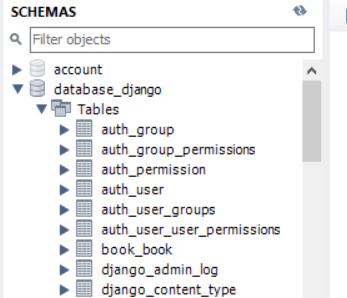 SCHEMAS
Filter objects
account
database_django
Tables
auth_group
auth_group_permissions
auth_permission
auth_user
auth_user_groups
auth_user_user_permissions
book_book
django_admin_log
django_content_type